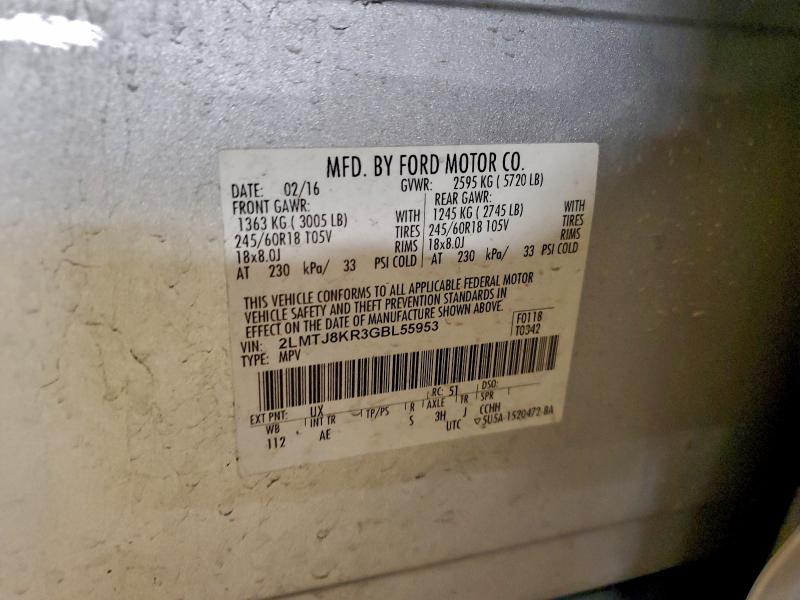 MFD. BY FORD MOTOR CO.
DATE: 02/16 GVWR: 2595 KG ( 5720 LB)
FRONT GAWR: REAR GAWR:
1363 KG ( 3005 LB) WITH 1245 KG ( 2745 LB) WITH
245/60R18 105V TIRES 245/60R18 105V TIRES
18x8.0J RIMS 18x8.0J RIMS
AT 230 kPa/ 33 PSI COLD AT 230 kPa/ 33 PSI COLD
THIS VEHICLE CONFORMS TO ALL APPLICABLE FEDERAL MOTOR
VEHICLE SAFETY AND THEFT PREVENTION STANDARDS IN
EFFECT ON THE DATE OF MANUFACTURE SHOWN ABOVE.
VIN: 2LMTJ8KR3GBL55953 F0118
TYPE: MPV T0342
EXT PNT: UX RC: 51 DSO:
WB INT TR TP/PS R AXLE TR SPR
112 AE S 3H J CCHH
UTC ▽5U5A-1520472-BA